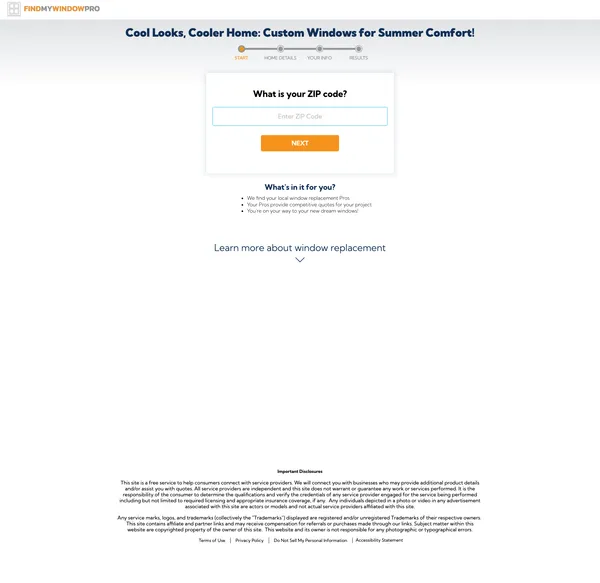 FINDMYWINDOWPRO
Cool Looks, Cooler Home: Custom Windows for Summer Comfort!
START HOME DETAILS YOUR INFO RESULTS
What is your ZIP code?
Enter ZIP Code
NEXT
What's in it for you?
We find your local window replacement Pros
Your Pros provide competitive quotes for your project
You're on your way to your new dream windows!
Learn more about window replacement
Important Disclosures
This site is a free service to help consumers connect with service providers. We will connect you with businesses who may provide additional product details
and/or assist you with quotes. All service providers are independent and this site does not warrant or guarantee any work or services performed. It is the
responsibility of the consumer to determine the qualifications and verify the credentials of any service provider engaged for the service being performed
including but not limited to required licensing and appropriate insurance coverage, if any. Any individuals depicted in a photo or video in any advertisement
associated with this site are actors or models and not actual service providers affiliated with this site.
Any service marks, logos, and trademarks (collectively the "Trademarks") displayed are registered and/or unregistered Trademarks of their respective owners.
This site contains affiliate and partner links and may receive compensation for referrals or purchases made through our links. Subject matter within this
website are copyrighted property of the owner of this site. This website and its owner is not responsible for any photographic or typographical errors.
Terms of Use | Privacy Policy | Do Not Sell My Personal Information | Accessibility Statement